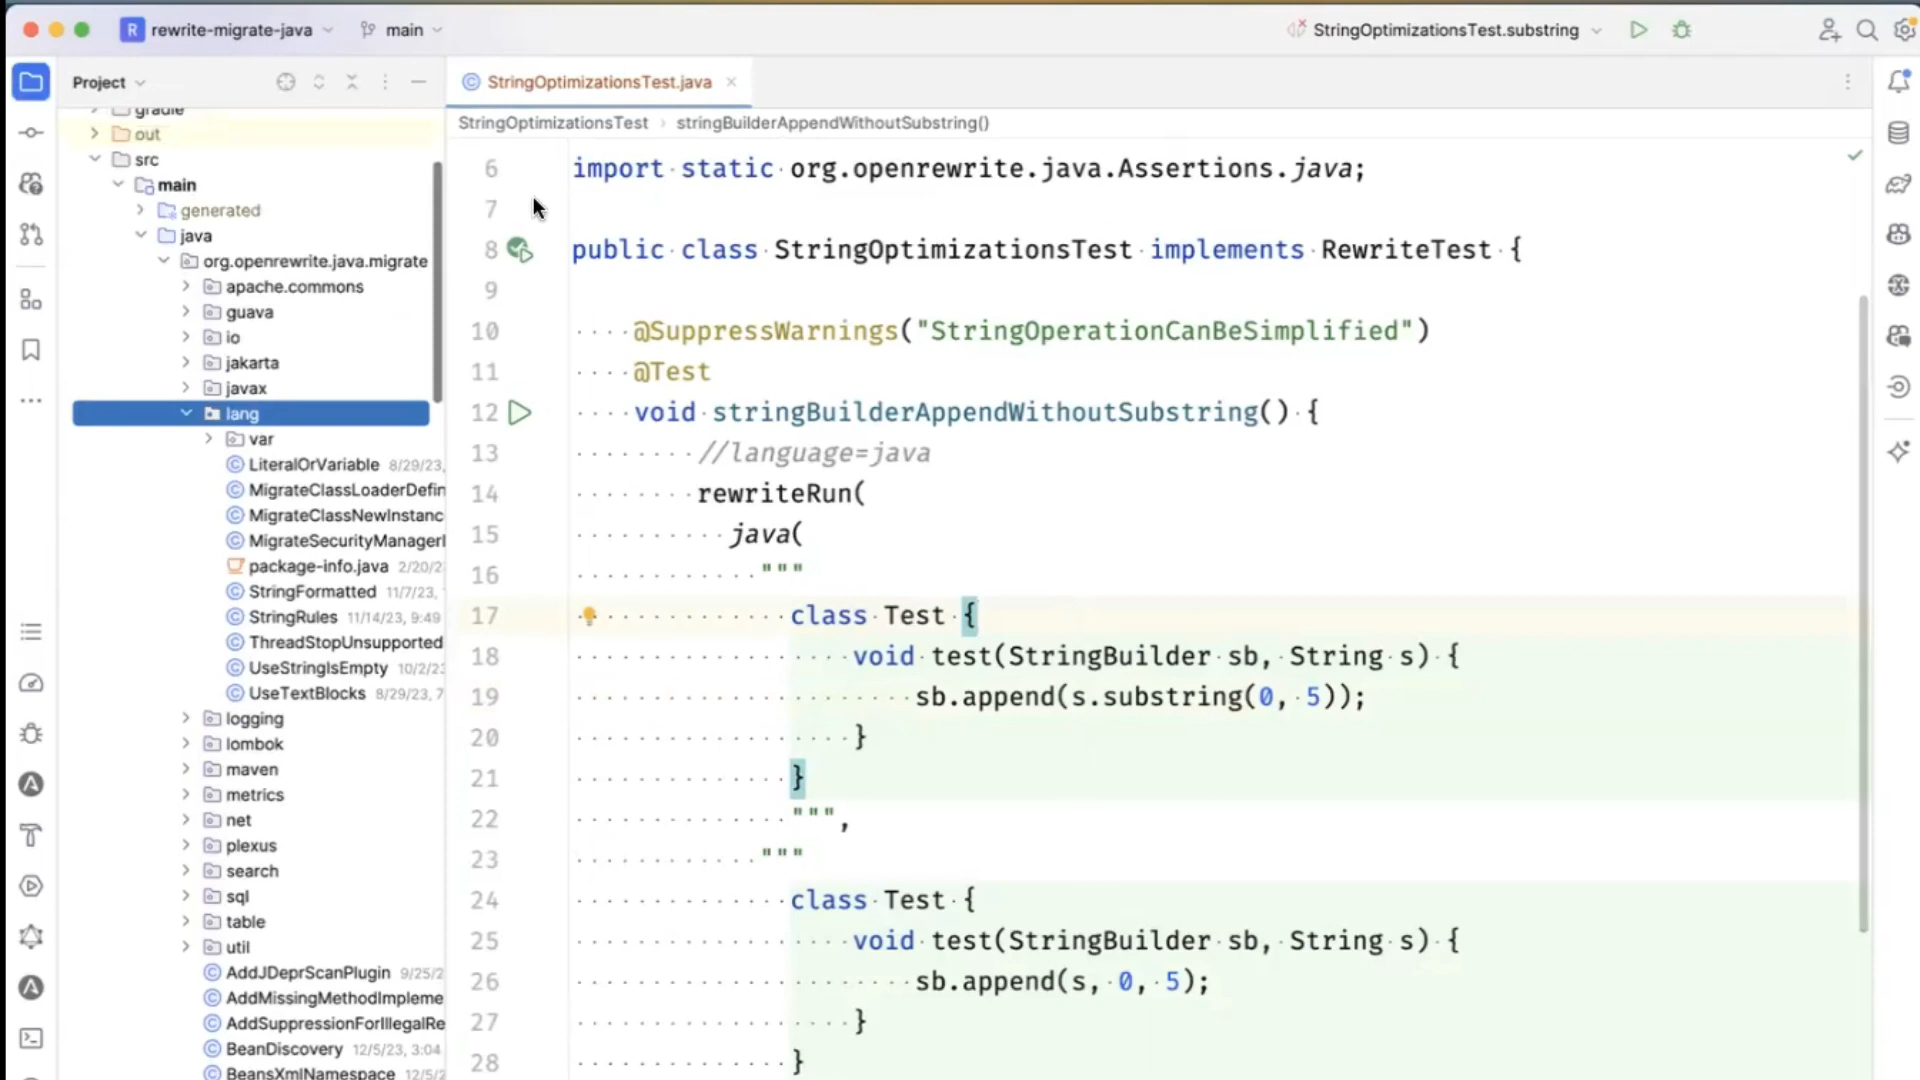 R rewrite-migrate-java main StringOptimizationsTest.substring
Project
gradle
out
src
main
generated
java
org.openrewrite.java.migrate
apache.commons
guava
io
jakarta
javax
lang
var
LiteralOrVariable 8/29/23,
MigrateClassLoaderDefin
MigrateClassNewInstanc
MigrateSecurityManager
package-info.java 2/20/2
StringFormatted 11/7/23,
StringRules 11/14/23, 9:49
ThreadStopUnsupported
UseStringIsEmpty 10/2/23
UseTextBlocks 8/29/23, 7
logging
lombok
maven
metrics
net
plexus
search
sql
table
util
AddJDeprScanPlugin 9/25/2
AddMissingMethodImpleme
AddSuppressionForIllegalRe
BeanDiscovery 12/5/23, 3:04
BeansXmlNamespace 12/5/2
StringOptimizationsTest.java
StringOptimizationsTest stringBuilderAppendWithoutSubstring()
6 import static org.openrewrite.java.Assertions.java;
7
8 public class StringOptimizationsTest implements RewriteTest {
9
10 @SuppressWarnings("StringOperationCanBeSimplified")
11 @Test
12 void stringBuilderAppendWithoutSubstring() {
13 //language=java
14 rewriteRun(
15 java(
16 """
17 class Test {
18 void test(StringBuilder sb, String s) {
19 sb.append(s.substring(0, 5));
20 }
21 }
22 """,
23 """
24 class Test {
25 void test(StringBuilder sb, String s) {
26 sb.append(s, 0, 5);
27 }
28 }